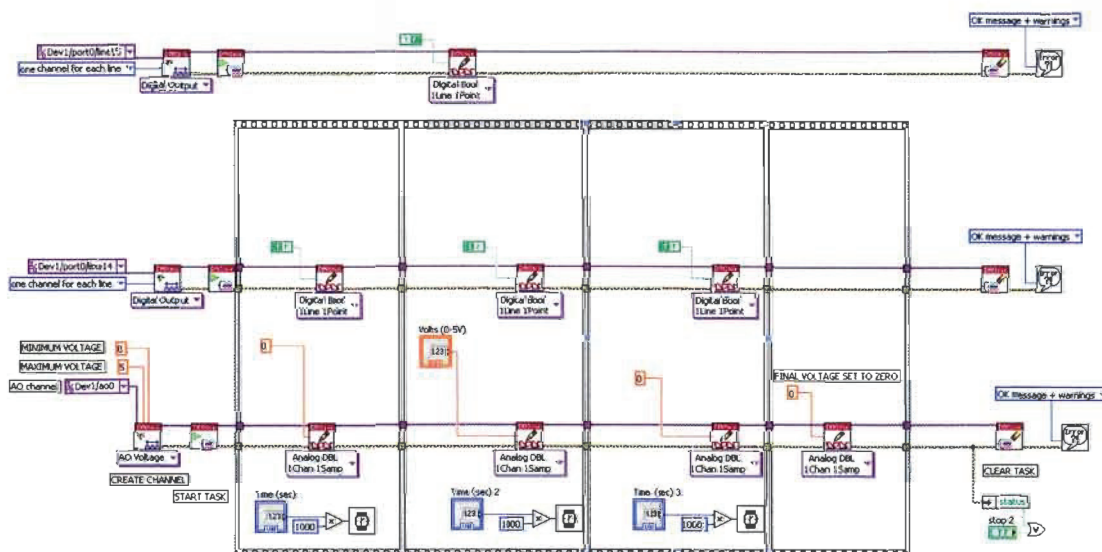 OK message + warnings
Dev1/port0/line15
one channel for each line
Digital Output
Digital Bool
1Line 1Point
Error
?!
OK message + warnings
Dev1/port0/line14
one channel for each line
Digital Output
Digital Bool
1Line 1Point
Digital Bool
1Line 1Point
Digital Bool
1Line 1Point
Volts (0-5V)
123
MINIMUM VOLTAGE
MAXIMUM VOLTAGE
5
AO channel
Dev1/ao0
0
0
FINAL VOLTAGE SET TO ZERO
0
OK message + warnings
AO Voltage
Analog DBL
1Chan 1Samp
Analog DBL
1Chan 1Samp
Analog DBL
1Chan 1Samp
Analog DBL
1Chan 1Samp
CREATE CHANNEL
START TASK
CLEAR TASK
Time (sec)
123
1000
Time (sec) 2
123
1000
Time (sec) 3
123
1000
status
stop 2